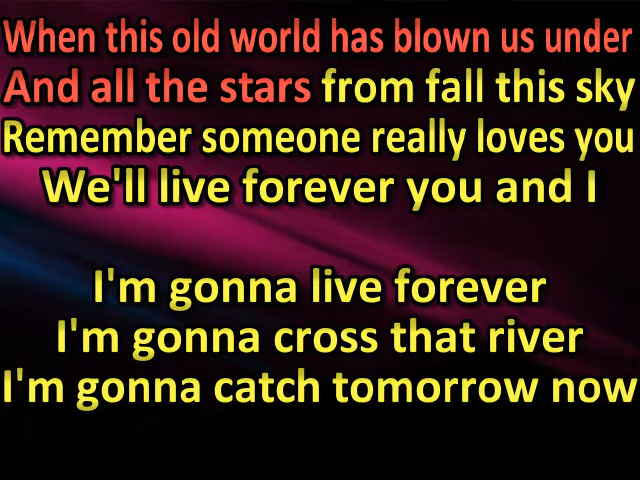 When this old world has blown us under
And all the stars from fall this sky
Remember someone really loves you
We'll live forever you and I
I'm gonna live forever
I'm gonna cross that river
I'm gonna catch tomorrow now